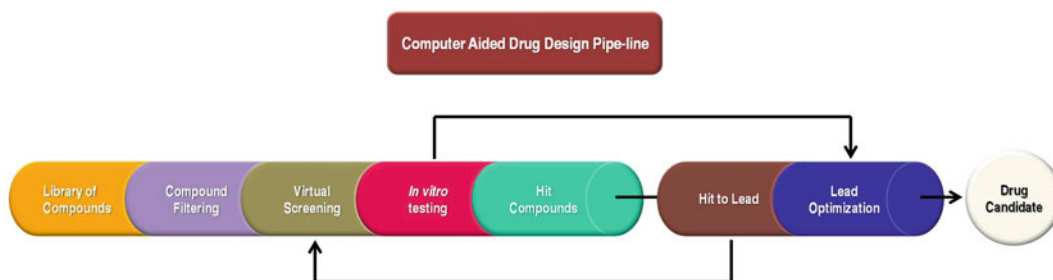 Computer Aided Drug Design Pipe-line
Library of
Compounds
Compound
Filtering
Virtual
Screening
In vitro
testing
Hit
Compounds
Hit to Lead
Lead
Optimization
Drug
Candidate